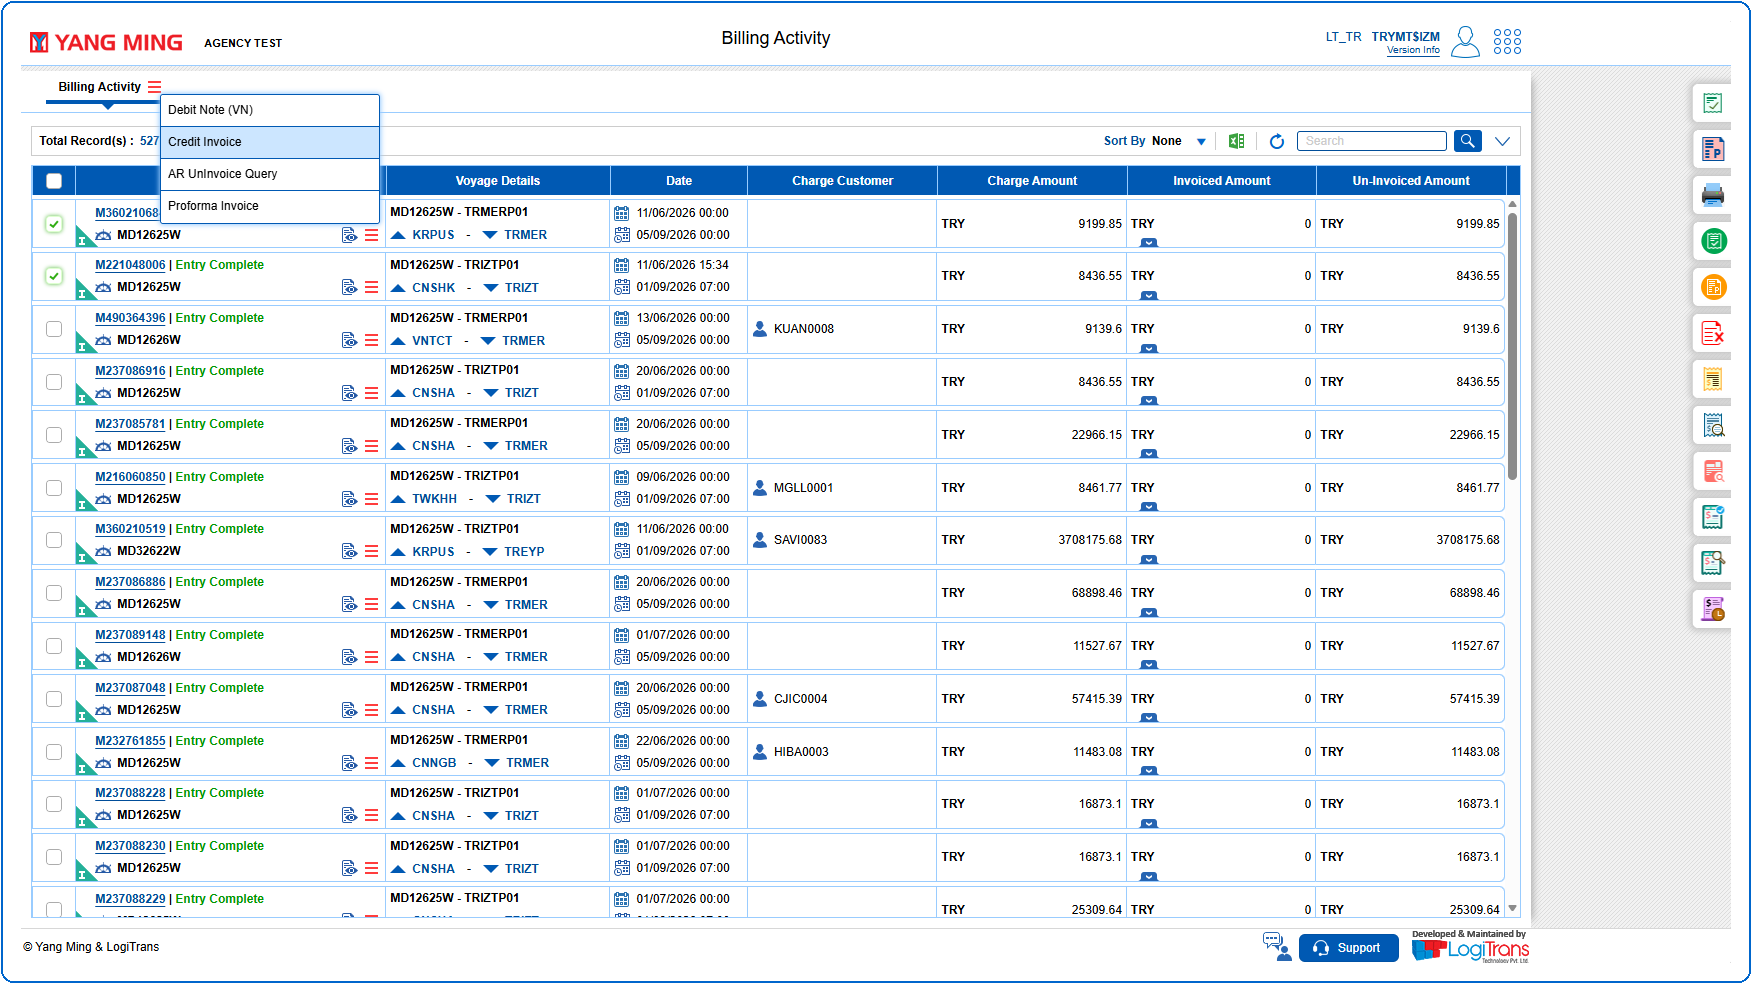 YANG MING
AGENCY TEST
Billing Activity
LT_TR TRYMT$IZM
Version Info
Billing Activity
Debit Note (VN)
Credit Invoice
AR UnInvoice Query
Proforma Invoice
Total Record(s) : 527
Sort By None
Search
Voyage Details Date Charge Customer Charge Amount Invoiced Amount Un-Invoiced Amount
MD12625W - TRMERP01 11/06/2026 00:00
MD12625W KRPUS - TRMER 05/09/2026 00:00 TRY 9199.85 TRY 0 TRY 9199.85
M221048006 | Entry Complete MD12625W - TRIZTP01 11/06/2026 15:34
MD12625W CNSHK - TRIZT 01/09/2026 07:00 TRY 8436.55 TRY 0 TRY 8436.55
M490364396 | Entry Complete MD12625W - TRMERP01 13/06/2026 00:00
MD12626W VNTCT - TRMER 05/09/2026 00:00 KUAN0008 TRY 9139.6 TRY 0 TRY 9139.6
M237086916 | Entry Complete MD12625W - TRIZTP01 20/06/2026 00:00
MD12625W CNSHA - TRIZT 01/09/2026 07:00 TRY 8436.55 TRY 0 TRY 8436.55
M237085781 | Entry Complete MD12625W - TRMERP01 20/06/2026 00:00
MD12625W CNSHA - TRMER 05/09/2026 00:00 TRY 22966.15 TRY 0 TRY 22966.15
M216060850 | Entry Complete MD12625W - TRIZTP01 09/06/2026 00:00
MD12625W TWKHH - TRIZT 01/09/2026 07:00 MGLL0001 TRY 8461.77 TRY 0 TRY 8461.77
M360210519 | Entry Complete MD12625W - TRIZTP01 11/06/2026 00:00
MD32622W KRPUS - TREYP 01/09/2026 07:00 SAVI0083 TRY 3708175.68 TRY 0 TRY 3708175.68
M237086886 | Entry Complete MD12625W - TRMERP01 20/06/2026 00:00
MD12625W CNSHA - TRMER 05/09/2026 00:00 TRY 68898.46 TRY 0 TRY 68898.46
M237089148 | Entry Complete MD12625W - TRMERP01 01/07/2026 00:00
MD12626W CNSHA - TRMER 05/09/2026 00:00 TRY 11527.67 TRY 0 TRY 11527.67
M237087048 | Entry Complete MD12625W - TRMERP01 20/06/2026 00:00
MD12625W CNSHA - TRMER 05/09/2026 00:00 CJIC0004 TRY 57415.39 TRY 0 TRY 57415.39
M232761855 | Entry Complete MD12625W - TRMERP01 22/06/2026 00:00
MD12625W CNNGB - TRMER 05/09/2026 00:00 HIBA0003 TRY 11483.08 TRY 0 TRY 11483.08
M237088228 | Entry Complete MD12625W - TRIZTP01 01/07/2026 00:00
MD12625W CNSHA - TRIZT 01/09/2026 07:00 TRY 16873.1 TRY 0 TRY 16873.1
M237088230 | Entry Complete MD12625W - TRIZTP01 01/07/2026 00:00
MD12625W CNSHA - TRIZT 01/09/2026 07:00 TRY 16873.1 TRY 0 TRY 16873.1
M237088229 | Entry Complete MD12625W - TRIZTP01 01/07/2026 00:00
TRY 25309.64 TRY 0 TRY 25309.64
© Yang Ming & LogiTrans
Support
Developed & Maintained by
LogiTrans
Technology Pvt. Ltd.